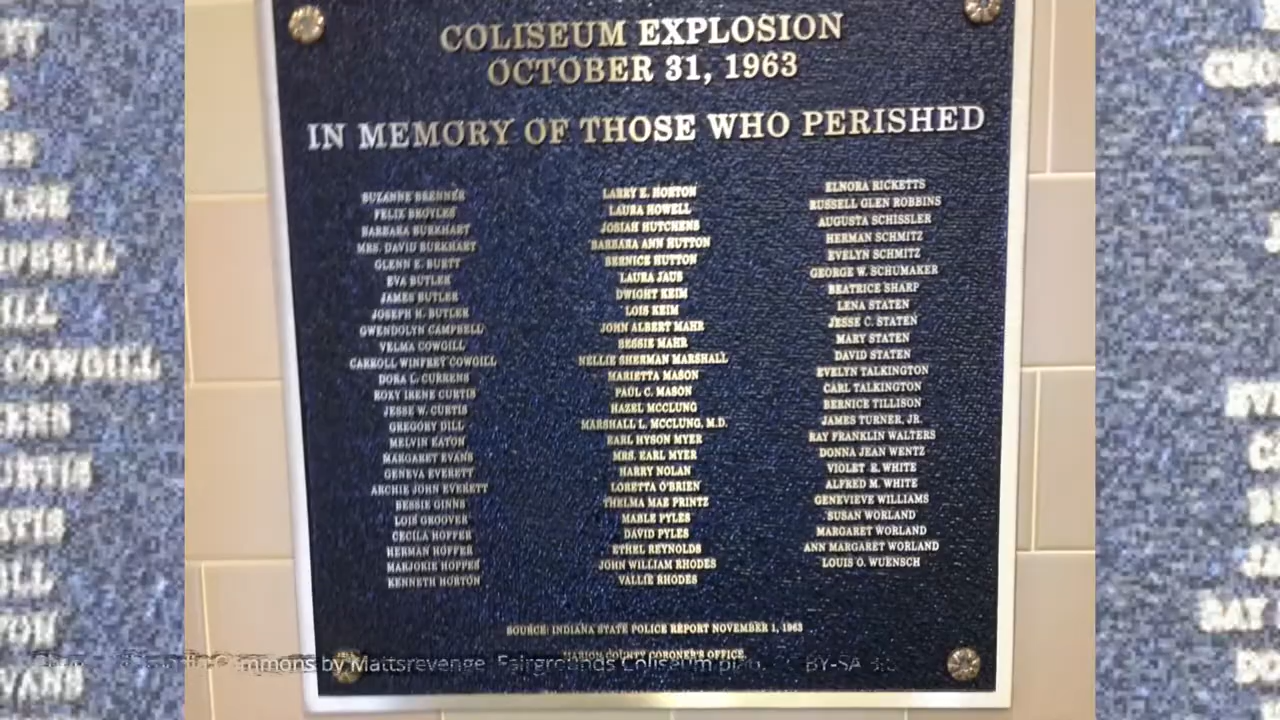 COLISEUM EXPLOSION
OCTOBER 31, 1963
IN MEMORY OF THOSE WHO PERISHED
SUZANNE BRENNER
FELIX BROYLES
BARBARA BURKHART
MRS. DAVID BURKHART
GLENN E. BURTT
EVA BUTLER
JAMES BUTLER
JOSEPH H. BUTLER
GWENDOLYN CAMPBELL
VELMA COWGILL
CARROLL WINFREY COWGILL
DORA L. CURRENS
ROXY IRENE CURTIS
JESSE W. CURTIS
GREGORY DILL
MELVIN EATON
MARGARET EVANS
GENEVA EVERETT
ARCHIE JOHN EVERETT
BESSIE GINNS
LOIS GROOVER
CECILA HOFFER
HERMAN HOFFER
MARJORIE HOPPES
KENNETH HORTON
LARRY E. HORTON
LAURA HOWELL
JOSIAH HUTCHENS
BARBARA ANN HUTTON
BERNICE HUTTON
LAURA JAUS
DWIGHT KEIM
LOIS KEIM
JOHN ALBERT MAHR
BESSIE MAHR
NELLIE SHERMAN MARSHALL
MARIETTA MASON
PAUL C. MASON
HAZEL MCCLUNG
MARSHALL L. MCCLUNG, M.D.
EARL HYSON MYER
MRS. EARL MYER
HARRY NOLAN
LORETTA O'BRIEN
THELMA MAE PRINTZ
MABLE PYLES
DAVID PYLES
ETHEL REYNOLDS
JOHN WILLIAM RHODES
VALLIE RHODES
ELNORA RICKETTS
RUSSELL GLEN ROBBINS
AUGUSTA SCHISSLER
HERMAN SCHMITZ
EVELYN SCHMITZ
GEORGE W. SCHUMAKER
BEATRICE SHARP
LENA STATEN
JESSE C. STATEN
MARY STATEN
DAVID STATEN
EVELYN TALKINGTON
CARL TALKINGTON
BERNICE TILLISON
JAMES TURNER, JR.
RAY FRANKLIN WALTERS
DONNA JEAN WENTZ
VIOLET E. WHITE
ALFRED M. WHITE
GENEVIEVE WILLIAMS
SUSAN WORLAND
MARGARET WORLAND
ANN MARGARET WORLAND
LOUIS O. WUENSCH
SOURCE: INDIANA STATE POLICE REPORT NOVEMBER 1, 1963
MARION COUNTY CORONER'S OFFICE.
Commons by Mattsrevenge Fairgrounds Coliseum BY-SA